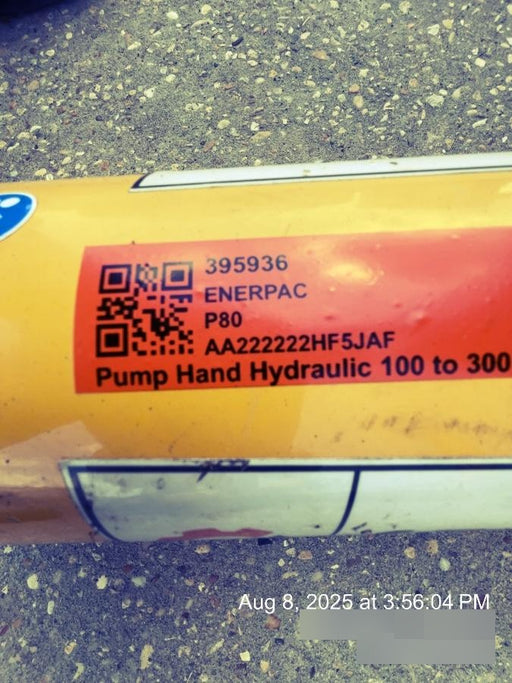 395936
ENERPAC
P80
AA222222HF5JAF
Pump Hand Hydraulic 100 to 300
Aug 8, 2025 at 3:56:04 PM